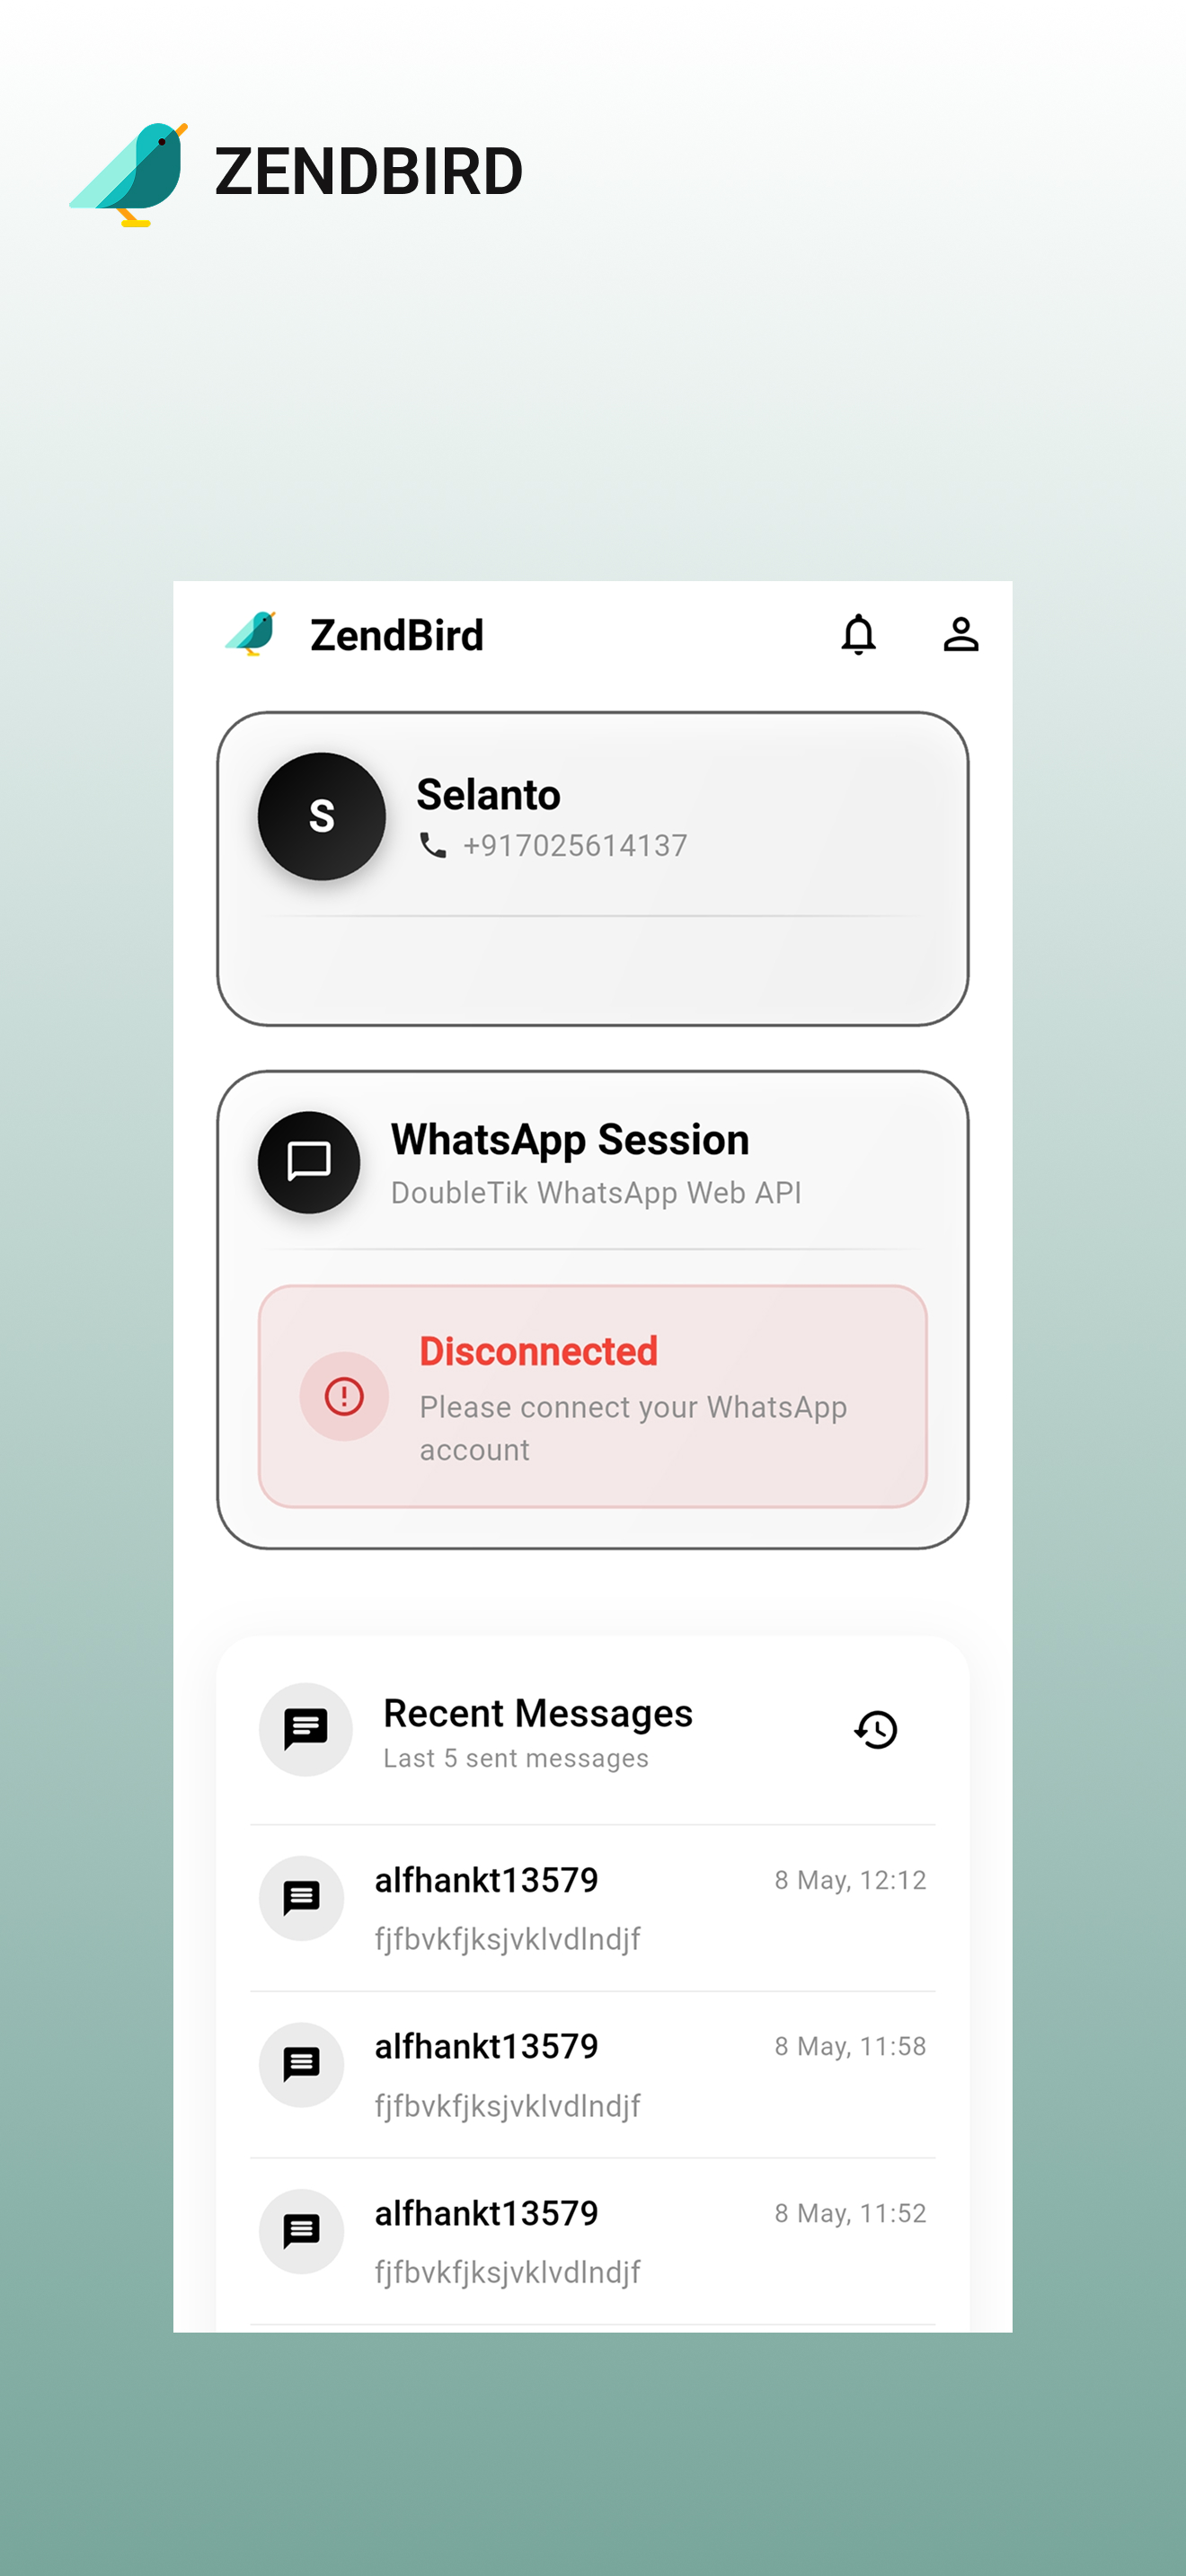 ZENDBIRD
ZendBird
S
Selanto
+917025614137
WhatsApp Session
DoubleTik WhatsApp Web API
Disconnected
Please connect your WhatsApp
account
Recent Messages
Last 5 sent messages
alfhankt13579
8 May, 12:12
fjfbvkfjksjvklvdlndjf
alfhankt13579
8 May, 11:58
fjfbvkfjksjvklvdlndjf
alfhankt13579
8 May, 11:52
fjfbvkfjksjvklvdlndjf